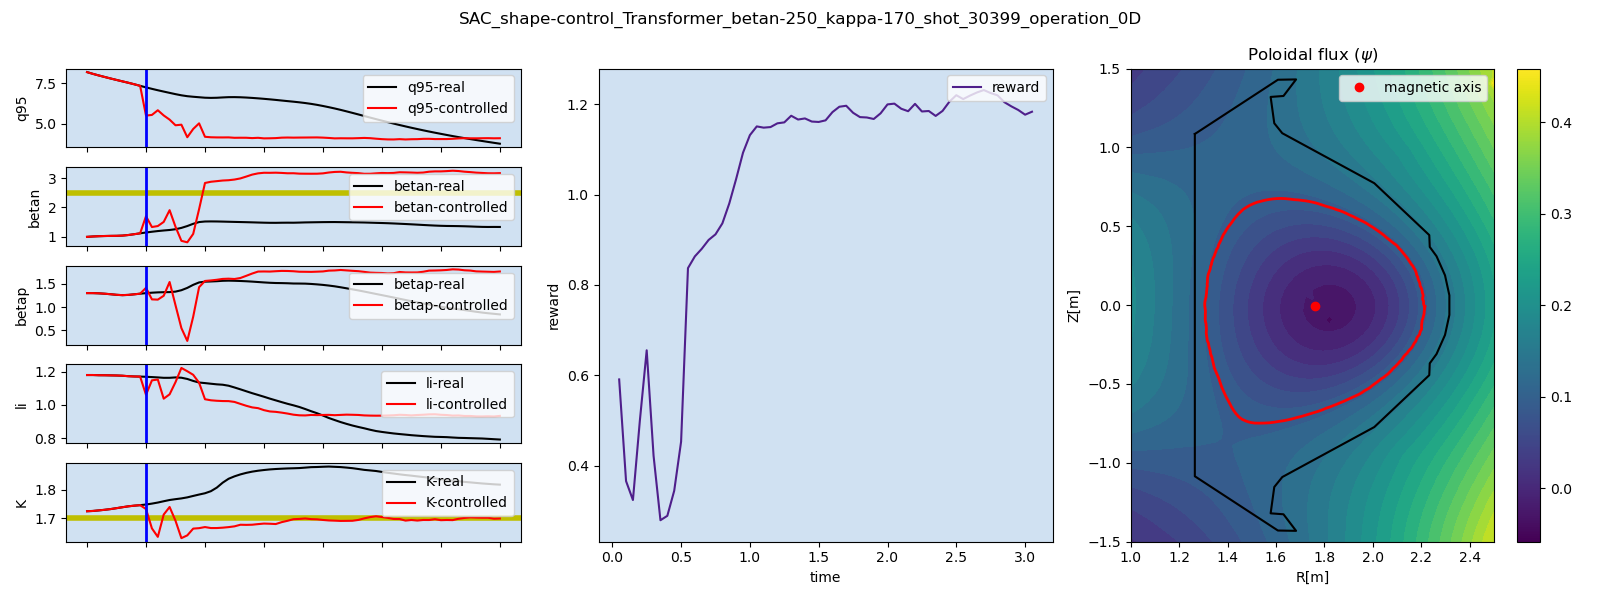 SAC_shape-control_Transformer_betan-250_kappa-170_shot_30399_operation_0D
q95
7.5
5.0
q95-real
q95-controlled
betan
3
2
1
betan-real
betan-controlled
betap
1.5
1.0
0.5
betap-real
betap-controlled
li
1.2
1.0
0.8
li-real
li-controlled
K
1.8
1.7
K-real
K-controlled
reward
reward
1.2
1.0
0.8
0.6
0.4
0.0 0.5 1.0 1.5 2.0 2.5 3.0
time
Poloidal flux (ψ)
magnetic axis
Z[m]
1.5
1.0
0.5
0.0
−0.5
−1.0
−1.5
1.0 1.2 1.4 1.6 1.8 2.0 2.2 2.4
R[m]
0.4
0.3
0.2
0.1
0.0